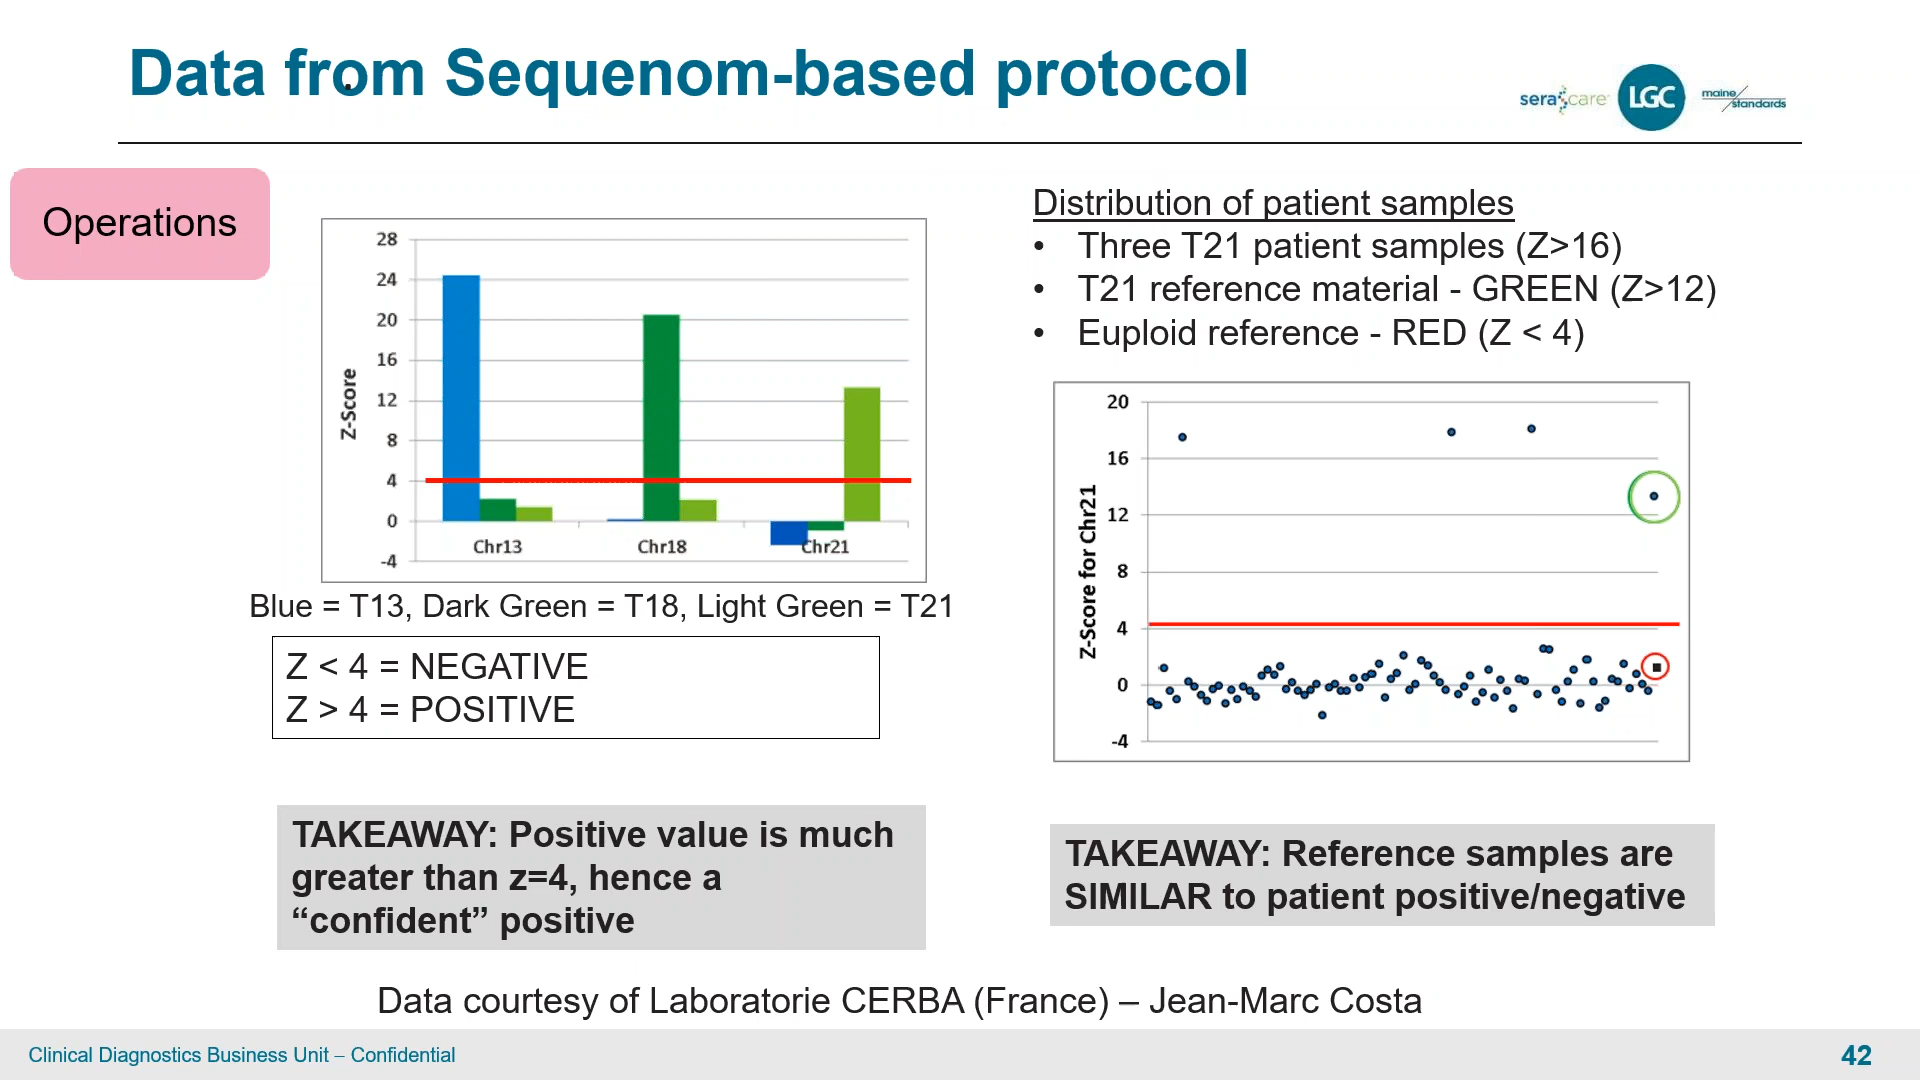 Data from Sequenom-based protocol
seracare
LGC
maine
standards
Operations
28
24
20
16
12
8
4
0
-4
Z-Score
Chr13
Chr18
Chr21
Blue = T13, Dark Green = T18, Light Green = T21
Z < 4 = NEGATIVE
Z > 4 = POSITIVE
TAKEAWAY: Positive value is much
greater than z=4, hence a
“confident” positive
Distribution of patient samples
• Three T21 patient samples (Z>16)
• T21 reference material - GREEN (Z>12)
• Euploid reference - RED (Z < 4)
20
16
12
8
4
0
-4
Z-Score for Chr21
TAKEAWAY: Reference samples are
SIMILAR to patient positive/negative
Data courtesy of Laboratorie CERBA (France) – Jean-Marc Costa
Clinical Diagnostics Business Unit – Confidential
42